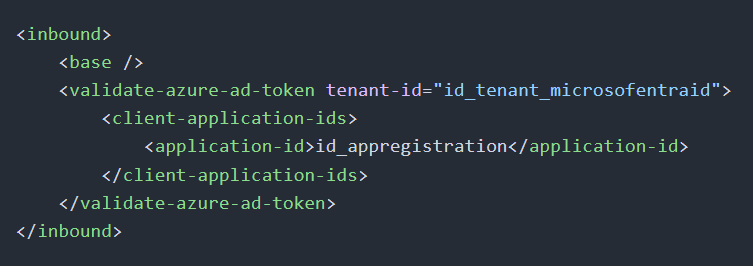 <inbound>
    <base />
    <validate-azure-ad-token tenant-id="id_tenant_microsofentraid">
        <client-application-ids>
            <application-id>id_appregistration</application-id>
        </client-application-ids>
    </validate-azure-ad-token>
</inbound>